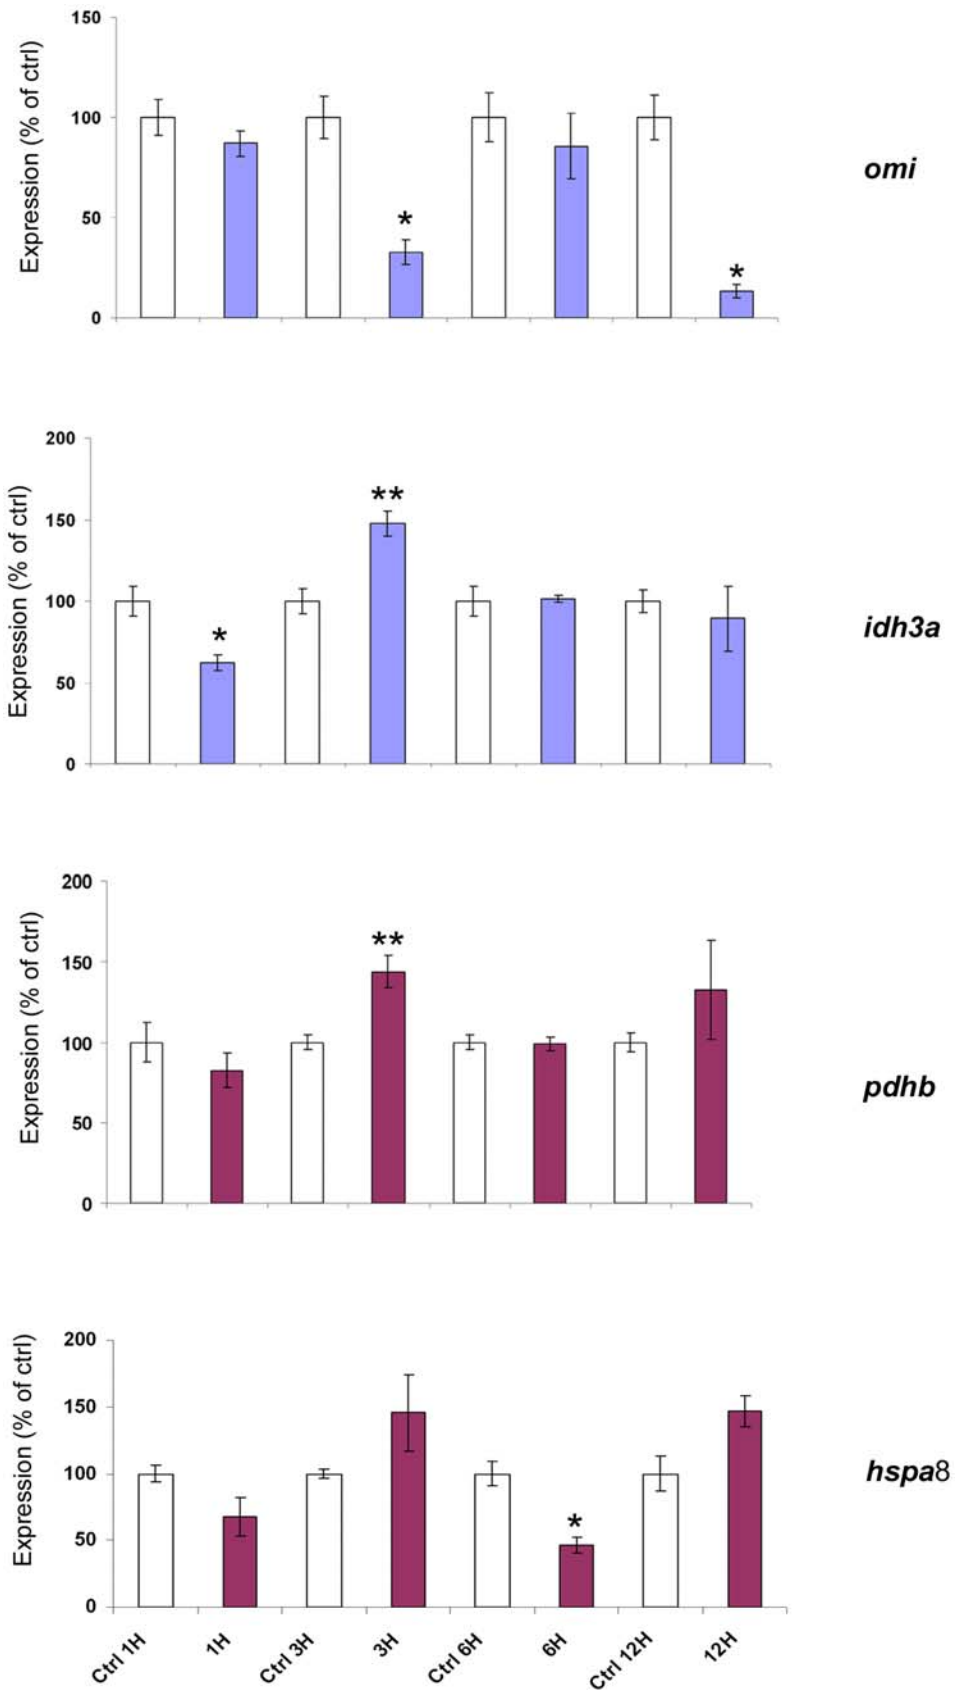 150
100
50
0
Expression (% of ctrl)
*
*
omi
200
150
100
50
0
Expression (% of ctrl)
*
**
idh3a
200
150
100
50
0
Expression (% of ctrl)
**
pdhb
200
150
100
50
0
Expression (% of ctrl)
*
hspa8
Ctrl 1H
1H
Ctrl 3H
3H
Ctrl 6H
6H
Ctrl 12H
12H